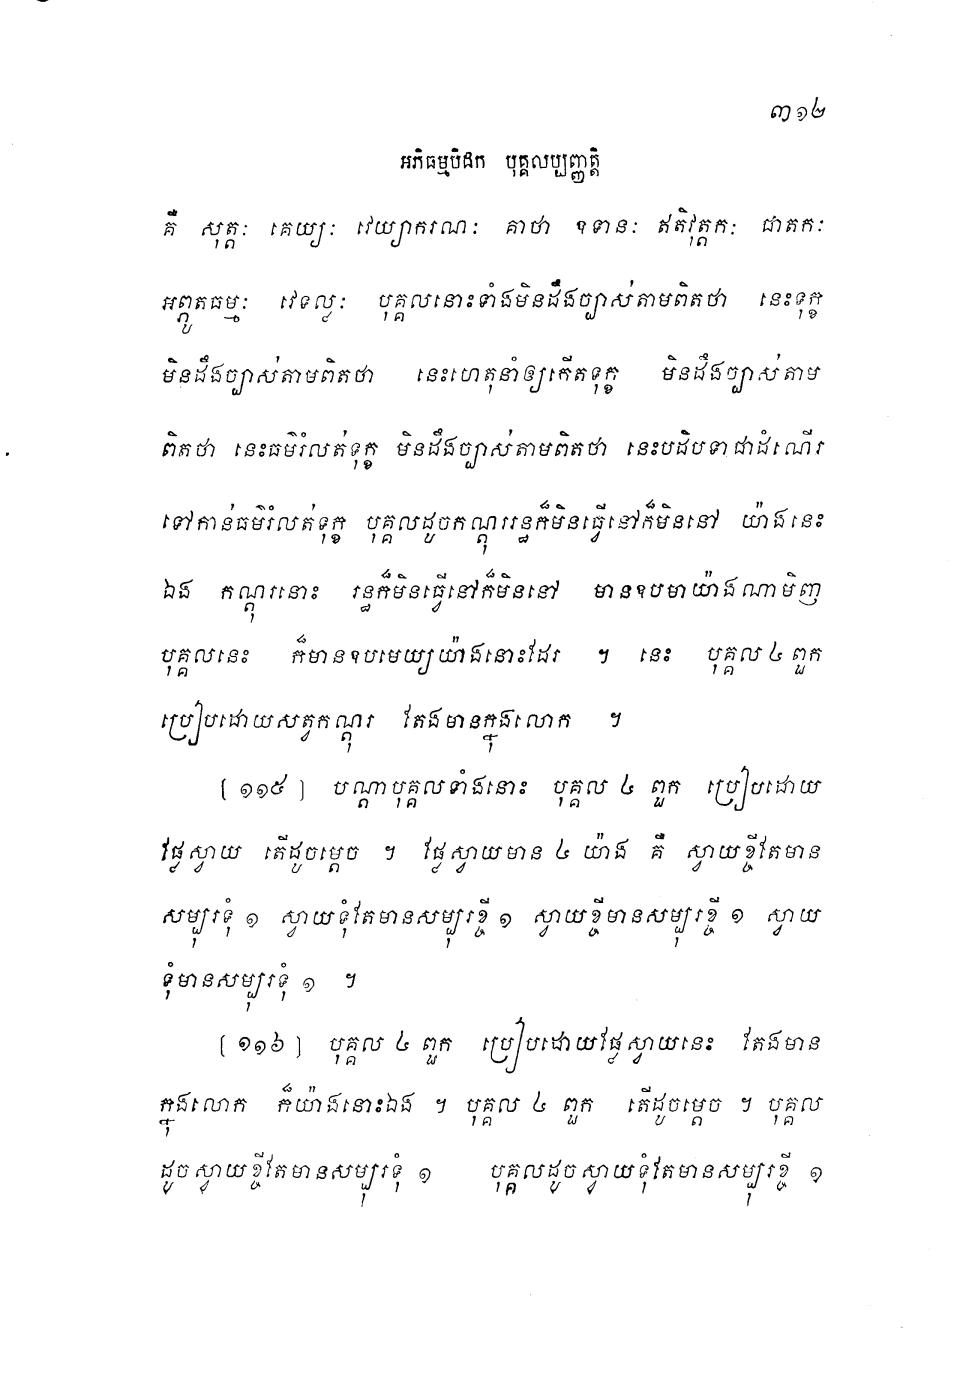 ៣១២
អភិធម្មបិដក បុគ្គលប្បញ្ញត្តិ
គឺ សុត្តៈ គេយ្យៈ វេយ្យាករណៈ គាថា ឧទានៈ ឥតិវុត្តកៈ ជាតកៈ
អព្ភូតធម្មៈ វេទល្លៈ បុគ្គលនោះទាំងមិនដឹងច្បាស់តាមពិតថា នេះទុក្ខ
មិនដឹងច្បាស់តាមពិតថា នេះហេតុនាំឲ្យកើតទុក្ខ មិនដឹងច្បាស់តាម
ពិតថា នេះធម៌រំលត់ទុក្ខ មិនដឹងច្បាស់តាមពិតថា នេះបដិបទាជាដំណើរ
ទៅកាន់ធម៌រំលត់ទុក្ខ បុគ្គលដូចកណ្តុររន្ធក៏មិនធ្វើនៅក៏មិននៅ យ៉ាងនេះ
ឯង កណ្តុរនោះ រន្ធក៏មិនធ្វើនៅក៏មិននៅ មានឧបមាយ៉ាងណាមិញ
បុគ្គលនេះ ក៏មានឧបមេយ្យយ៉ាងនោះដែរ ។ នេះ បុគ្គល ៤ ពួក
ប្រៀបដោយសត្វកណ្តុរ តែងមានក្នុងលោក ។
[ ១១៥ ] បណ្តាបុគ្គលទាំងនោះ បុគ្គល ៤ ពួក ប្រៀបដោយ
ផ្លែស្វាយ តើដូចម្តេច ។ ផ្លែស្វាយមាន ៤ យ៉ាង គឺ ស្វាយខ្ចីតែមាន
សម្បុរទុំ ១ ស្វាយទុំតែមានសម្បុរខ្ចី ១ ស្វាយខ្ចីមានសម្បុរខ្ចី ១ ស្វាយ
ទុំមានសម្បុរទុំ ១ ។
[ ១១៦ ] បុគ្គល ៤ ពួក ប្រៀបដោយផ្លែស្វាយនេះ តែងមាន
ក្នុងលោក ក៏យ៉ាងនោះឯង ។ បុគ្គល ៤ ពួក តើដូចម្តេច ។ បុគ្គល
ដូចស្វាយខ្ចីតែមានសម្បុរទុំ ១ បុគ្គលដូចស្វាយទុំតែមានសម្បុរខ្ចី ១